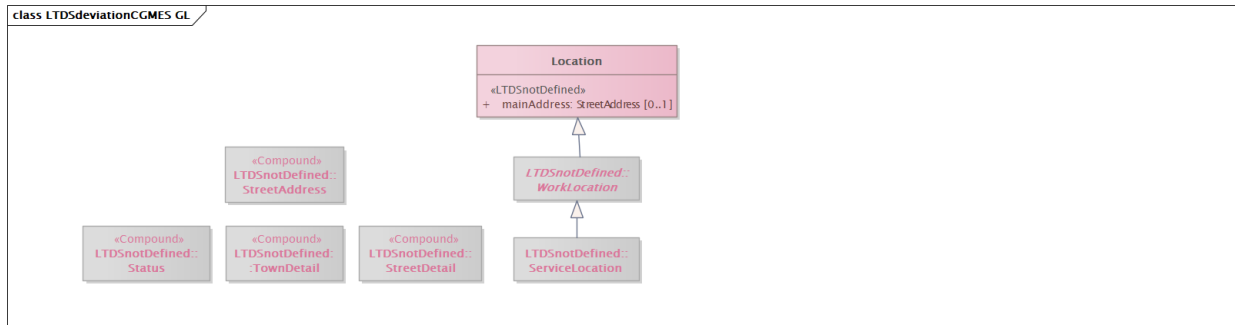 class LTDSdeviationCGMES GL
Location
«LTDSnotDefined»
+ mainAddress: StreetAddress [0..1]
«Compound»
LTDSnotDefined::
StreetAddress
LTDSnotDefined::
WorkLocation
«Compound»
LTDSnotDefined::
Status
«Compound»
LTDSnotDefined:
:TownDetail
«Compound»
LTDSnotDefined::
StreetDetail
LTDSnotDefined::
ServiceLocation